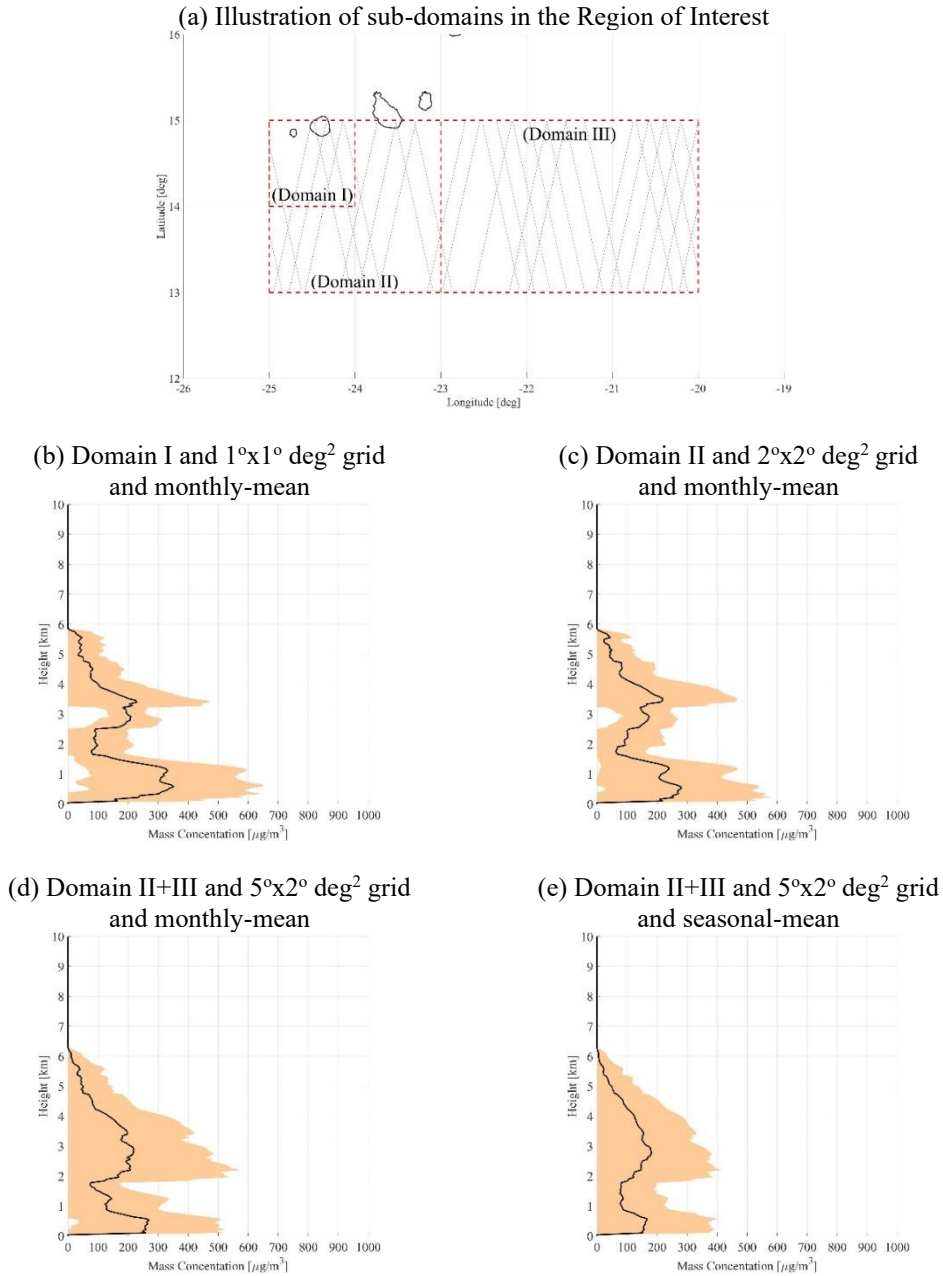 (a) Illustration of sub-domains in the Region of Interest
16
15
14
13
12
Latitude [deg]
(Domain III)
(Domain I)
(Domain II)
-26 -25 -24 -23 -22 -21 -20 -19
Longitude [deg]
(b) Domain I and 1°x1° deg² grid
and monthly-mean
10
9
8
7
6
5
4
3
2
1
0
Height [km]
0 100 200 300 400 500 600 700 800 900 1000
Mass Concentation [µg/m³]
(c) Domain II and 2°x2° deg² grid
and monthly-mean
10
9
8
7
6
5
4
3
2
1
0
Height [km]
0 100 200 300 400 500 600 700 800 900 1000
Mass Concentation [µg/m³]
(d) Domain II+III and 5°x2° deg² grid
and monthly-mean
10
9
8
7
6
5
4
3
2
1
0
Height [km]
0 100 200 300 400 500 600 700 800 900 1000
Mass Concentation [µg/m³]
(e) Domain II+III and 5°x2° deg² grid
and seasonal-mean
10
9
8
7
6
5
4
3
2
1
0
Height [km]
0 100 200 300 400 500 600 700 800 900 1000
Mass Concentation [µg/m³]